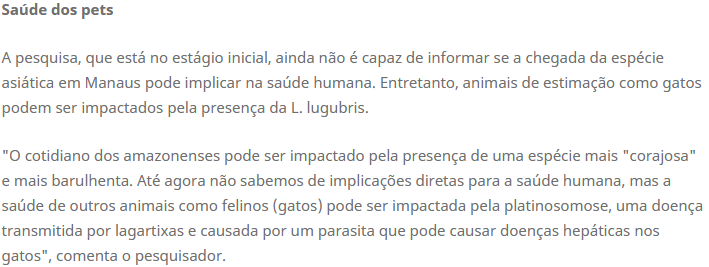 Saúde dos pets
A pesquisa, que está no estágio inicial, ainda não é capaz de informar se a chegada da espécie
asiática em Manaus pode implicar na saúde humana. Entretanto, animais de estimação como gatos
podem ser impactados pela presença da L. lugubris.
"O cotidiano dos amazonenses pode ser impactado pela presença de uma espécie mais "corajosa"
e mais barulhenta. Até agora não sabemos de implicações diretas para a saúde humana, mas a
saúde de outros animais como felinos (gatos) pode ser impactada pela platinosomose, uma doença
transmitida por lagartixas e causada por um parasita que pode causar doenças hepáticas nos
gatos", comenta o pesquisador.